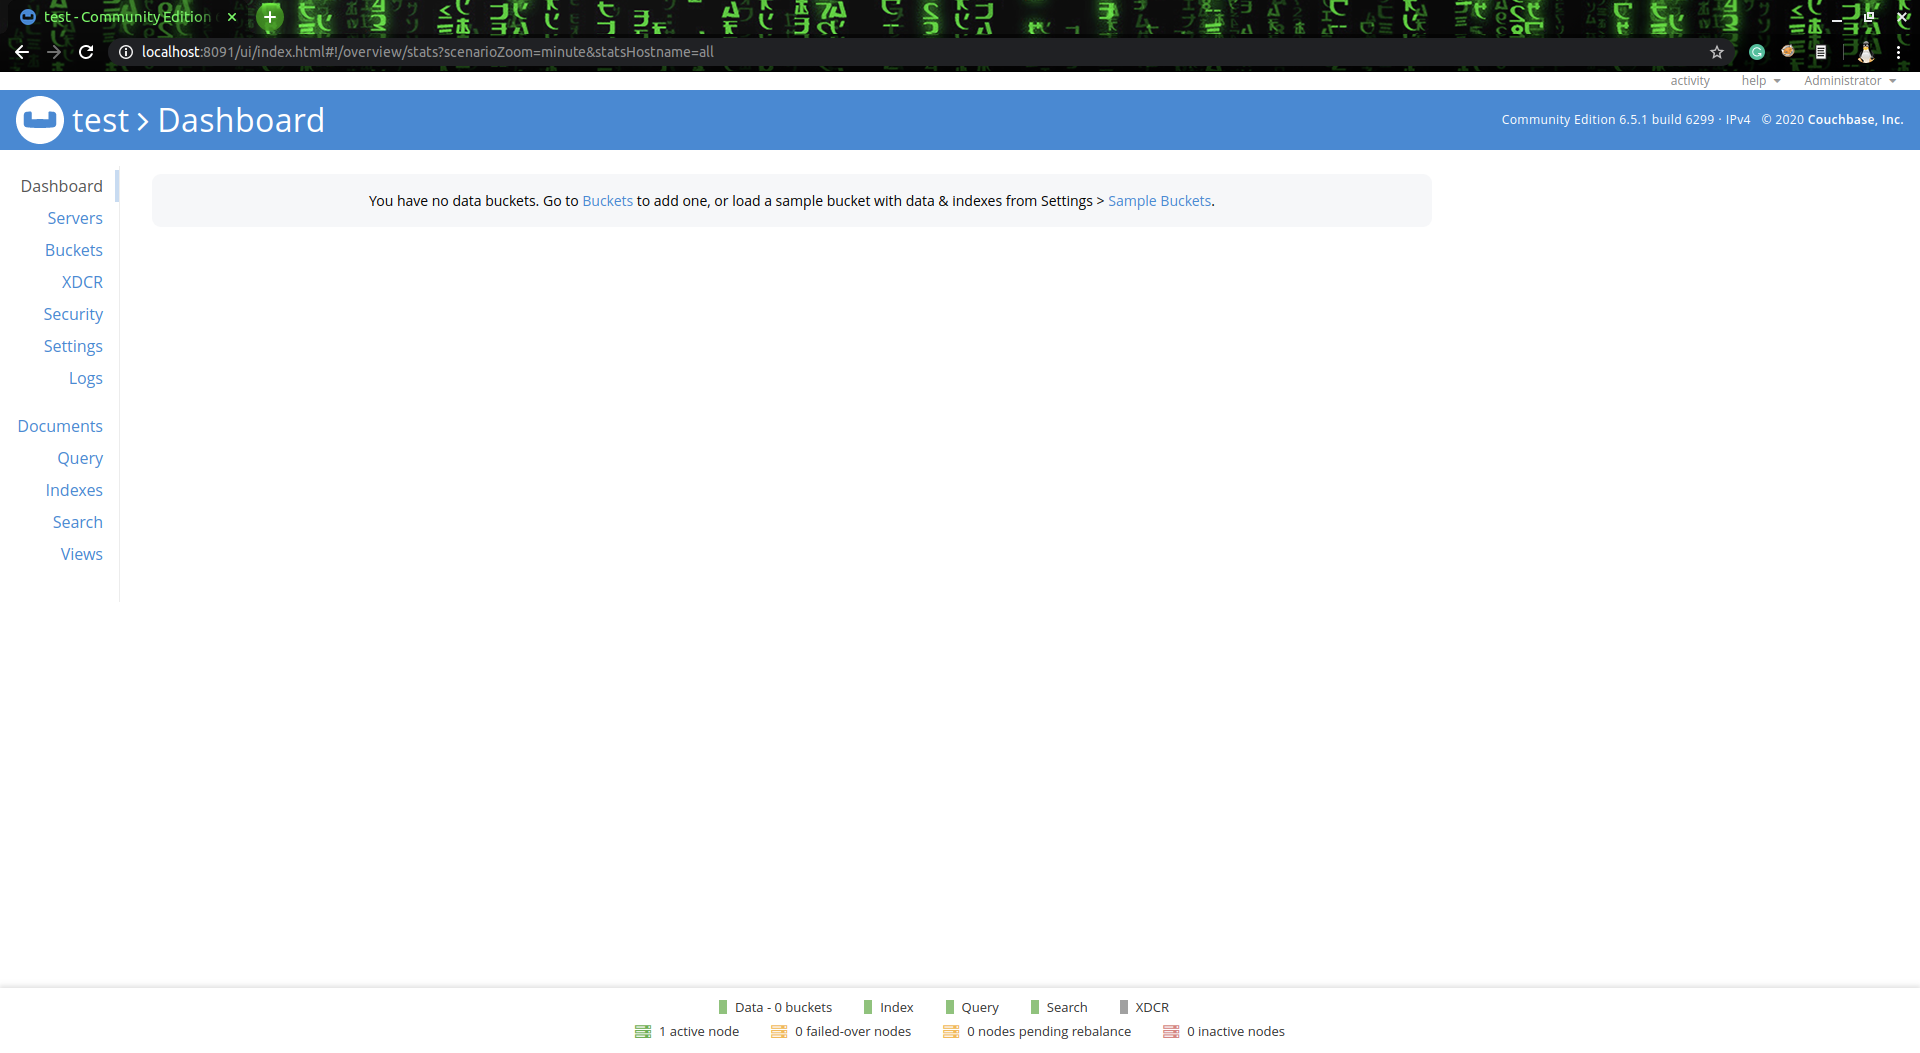 test - Community Edition
localhost:8091/ui/index.html#!/overview/stats?scenarioZoom=minute&statsHostname=all
activity help Administrator
test > Dashboard
Community Edition 6.5.1 build 6299 · IPv4 © 2020 Couchbase, Inc.
Dashboard
Servers
Buckets
XDCR
Security
Settings
Logs
Documents
Query
Indexes
Search
Views
You have no data buckets. Go to Buckets to add one, or load a sample bucket with data & indexes from Settings > Sample Buckets.
Data - 0 buckets Index Query Search XDCR
1 active node 0 failed-over nodes 0 nodes pending rebalance 0 inactive nodes